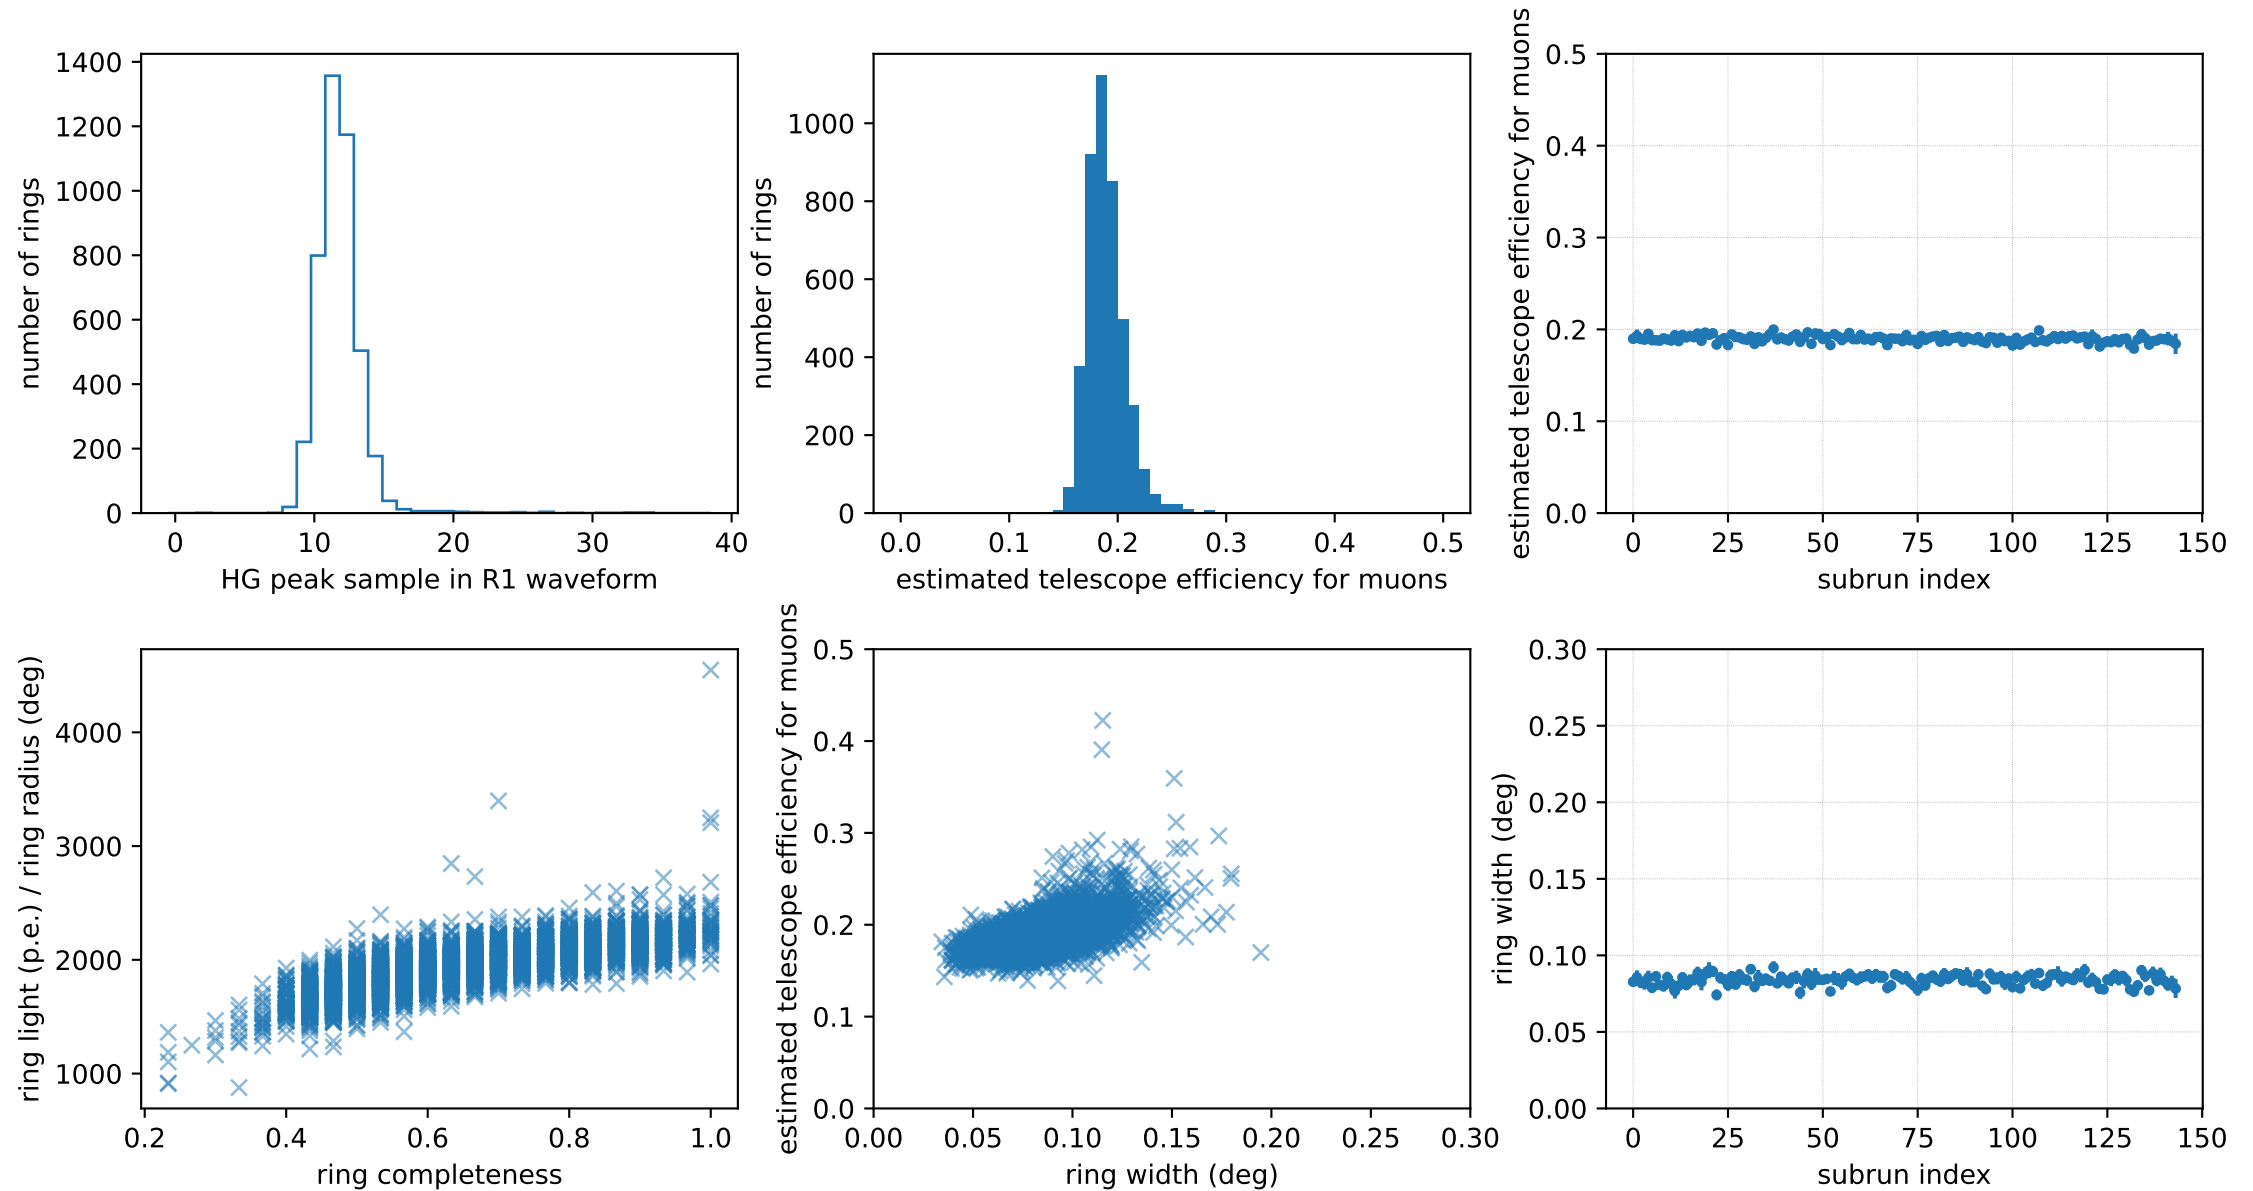 number of rings
1400
1200
1000
800
600
400
200
0
0 10 20 30 40
HG peak sample in R1 waveform
number of rings
1000
800
600
400
200
0
0.0 0.1 0.2 0.3 0.4 0.5
estimated telescope efficiency for muons
estimated telescope efficiency for muons
0.5
0.4
0.3
0.2
0.1
0.0
0 25 50 75 100 125 150
subrun index
ring light (p.e.) / ring radius (deg)
4000
3000
2000
1000
0.2 0.4 0.6 0.8 1.0
ring completeness
estimated telescope efficiency for muons
0.5
0.4
0.3
0.2
0.1
0.0
0.00 0.05 0.10 0.15 0.20 0.25 0.30
ring width (deg)
ring width (deg)
0.30
0.25
0.20
0.15
0.10
0.05
0.00
0 25 50 75 100 125 150
subrun index